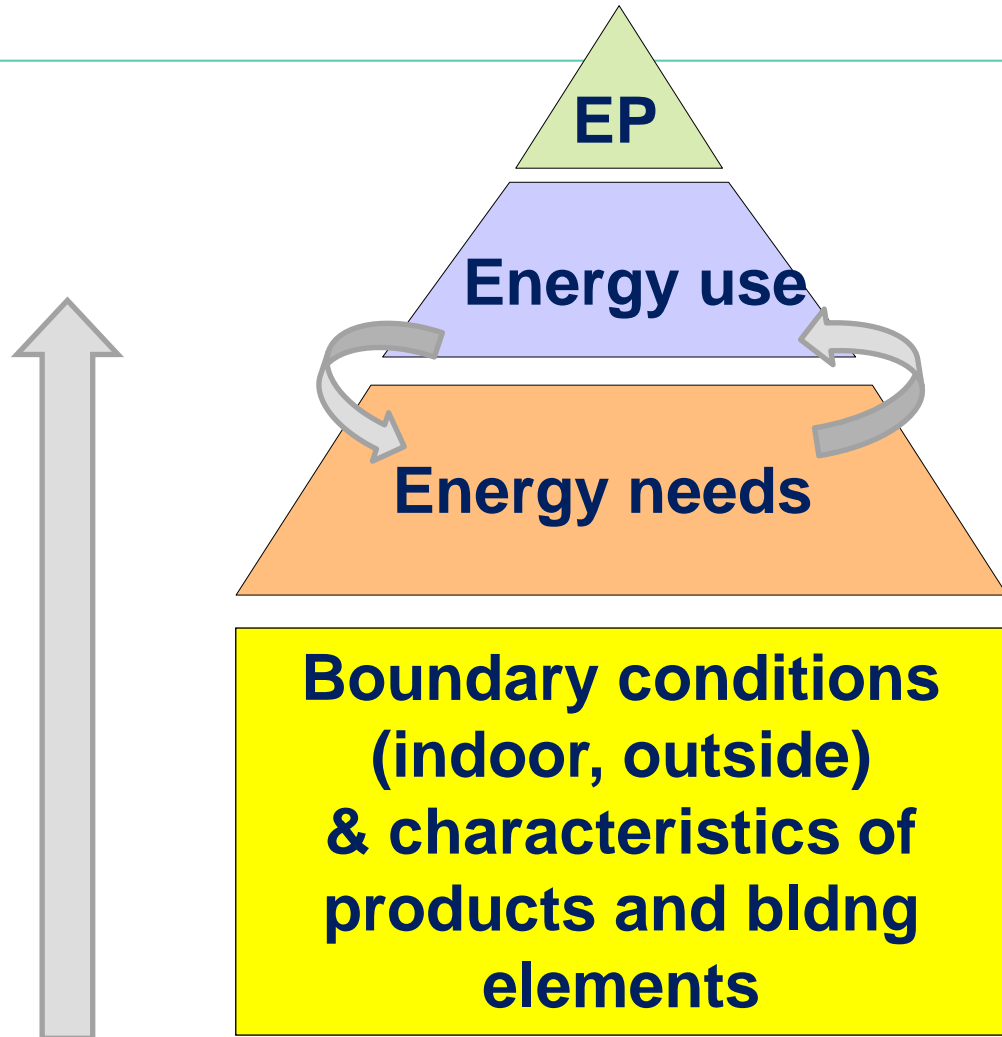 EP
Energy use
Energy needs
Boundary conditions
(indoor, outside)
& characteristics of
products and bldng
elements